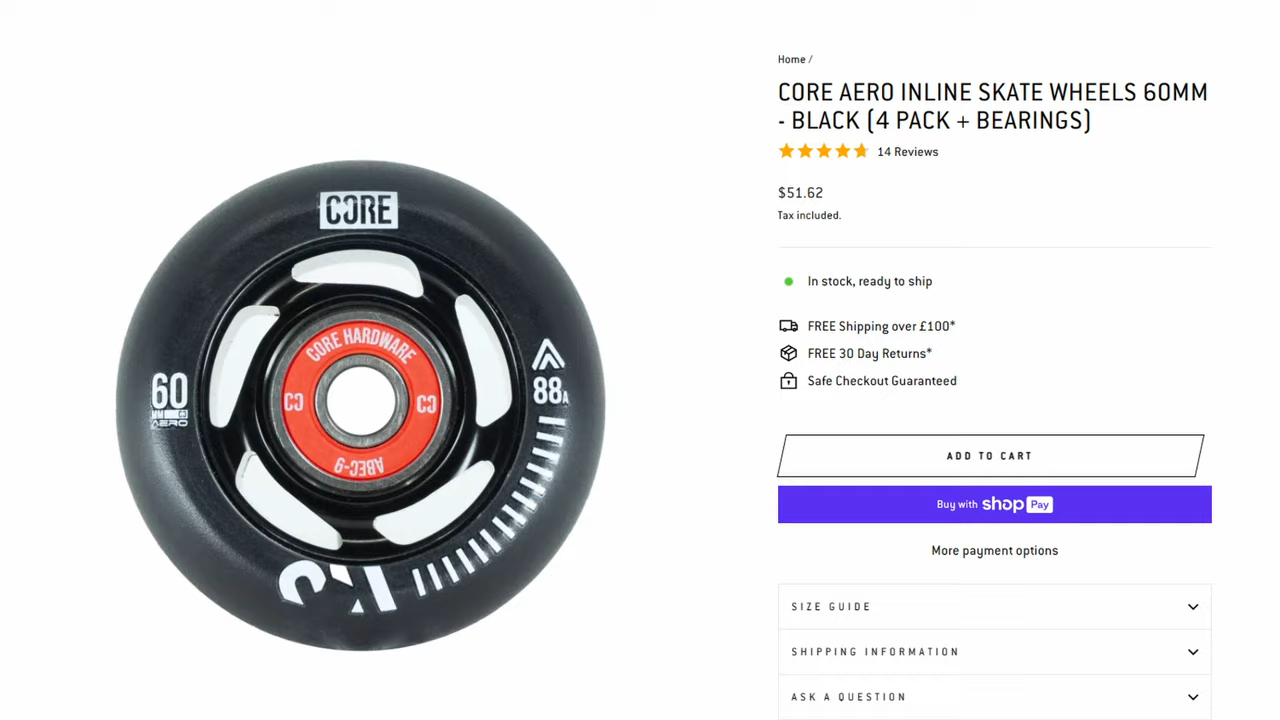 CORE
CORE HARDWARE
60
MM
AERO
88A
ABEC-9
Home /
CORE AERO INLINE SKATE WHEELS 60MM
- BLACK (4 PACK + BEARINGS)
14 Reviews
$51.62
Tax included.
In stock, ready to ship
FREE Shipping over £100*
FREE 30 Day Returns*
Safe Checkout Guaranteed
ADD TO CART
Buy with shop Pay
More payment options
SIZE GUIDE
SHIPPING INFORMATION
ASK A QUESTION